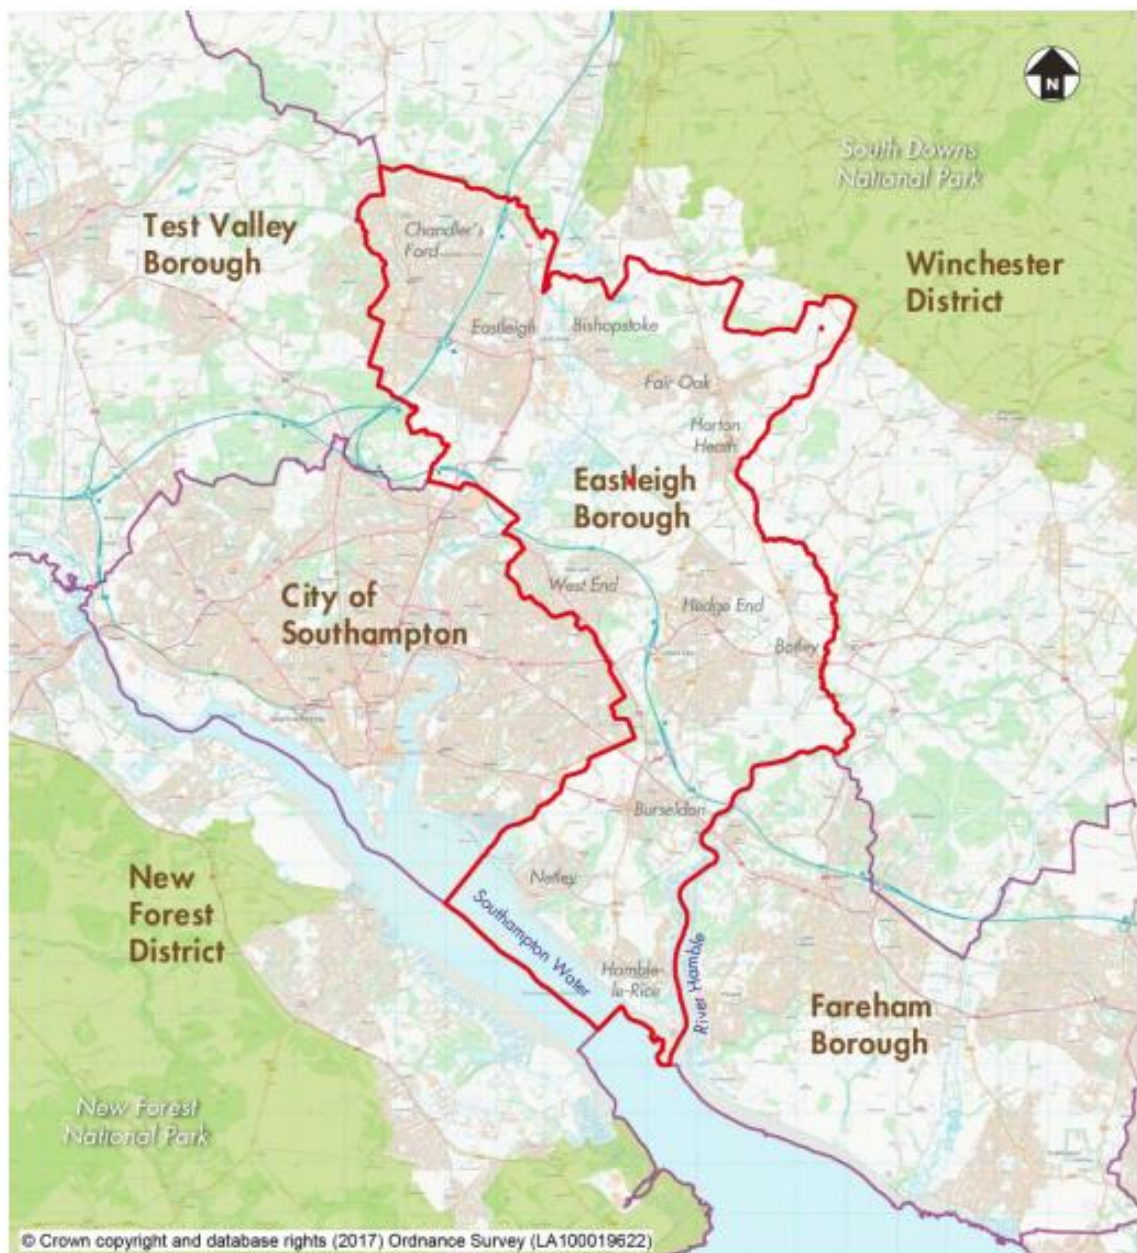 N
South Downs
National Park
Test Valley
Borough
Chandler's
Ford
Winchester
District
Eastleigh
Bishopstoke
Fair Oak
Horton
Heath
Eastleigh
Borough
City of
Southampton
West End
Hedge End
Botley
Bursledon
New
Forest
District
Netley
Southampton Water
Hamble-
le-Rice
River Hamble
Fareham
Borough
New Forest
National Park
© Crown copyright and database rights (2017) Ordnance Survey (LA100019622)